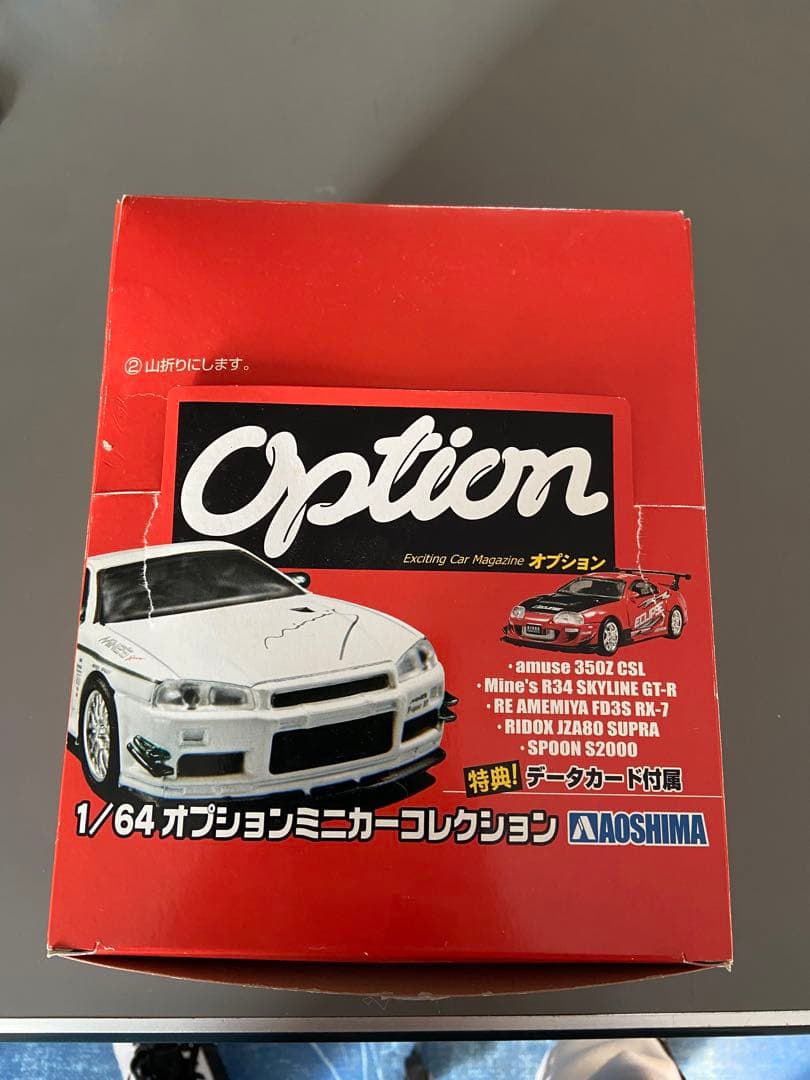 ②山折りにします。
Option
Exciting Car Magazine オプション
mine's
MINE'S
ECLIPSE
・amuse 350Z CSL
・Mine's R34 SKYLINE GT-R
・RE AMEMIYA FD3S RX-7
・RIDOX JZA80 SUPRA
・SPOON S2000
特典! データカード付属
1/64 オプションミニカーコレクション
AOSHIMA